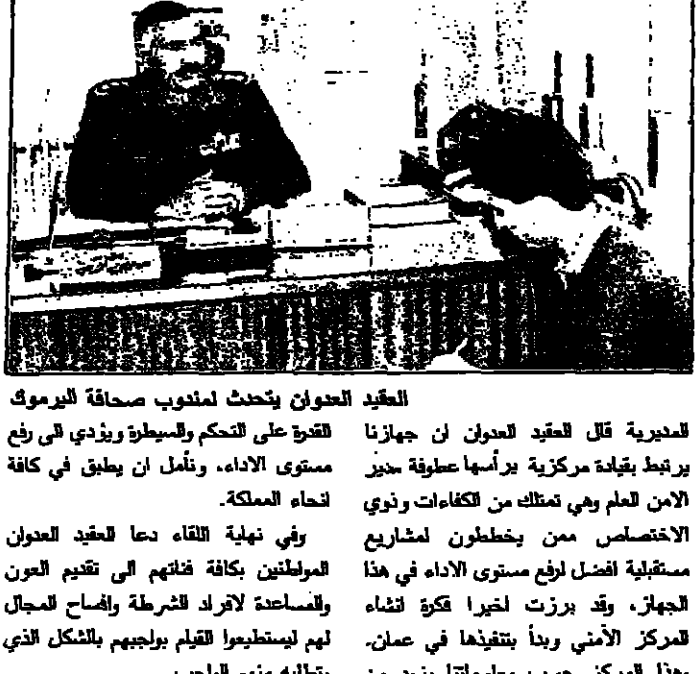 العقيد العدوان يتحدث لمندوب صحافة اليرموك
المديرية قال العقيد العدوان ان جهازنا
يرتبط بقيادة مركزية يرأسها عطوفة مدير
الامن العام وهي تمتلك من الكفاءات وذوي
الاختصاص ممن يخططون لمشاريع
مستقبلية افضل لرفع مستوى الاداء في هذا
الجهاز، وقد برزت اخيرا فكرة انشاء
المركز الأمني وبدأ بتنفيذها في عمان.
وهذا المركز
القدرة على التحكم والسيطرة ويؤدي الى رفع
مستوى الاداء، ونأمل ان يطبق في كافة
انحاء المملكة.
وفي نهاية اللقاء دعا العقيد العدوان
المواطنين بكافة فئاتهم الى تقديم العون
والمساعدة لافراد الشرطة وافساح المجال
لهم ليستطيعوا القيام بواجبهم بالشكل الذي